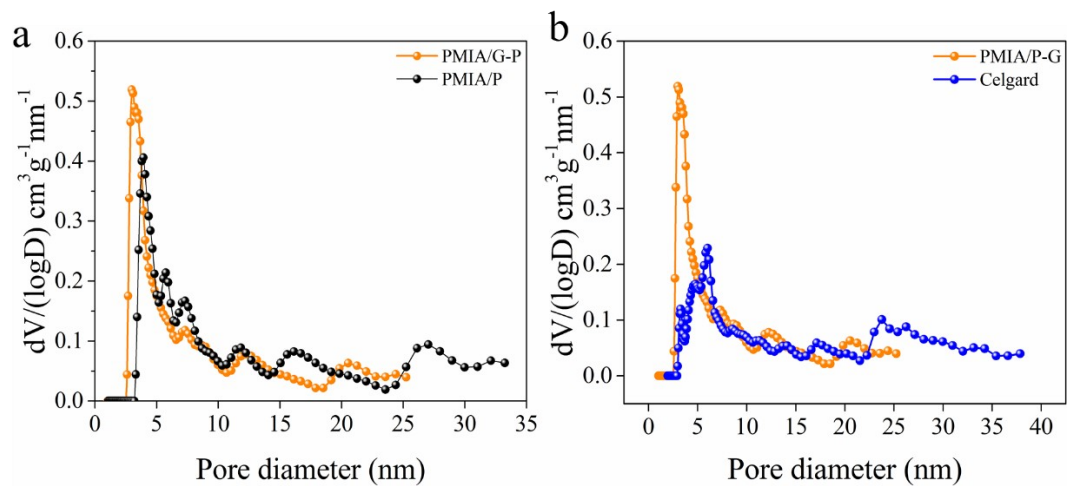 a
0.6
0.5
0.4
0.3
0.2
0.1
0.0
dV/(logD) cm³g⁻¹nm⁻¹
PMIA/G-P
PMIA/P
0 5 10 15 20 25 30 35
Pore diameter (nm)
b
0.6
0.5
0.4
0.3
0.2
0.1
0.0
dV/(logD) cm³g⁻¹nm⁻¹
PMIA/P-G
Celgard
0 5 10 15 20 25 30 35 40
Pore diameter (nm)